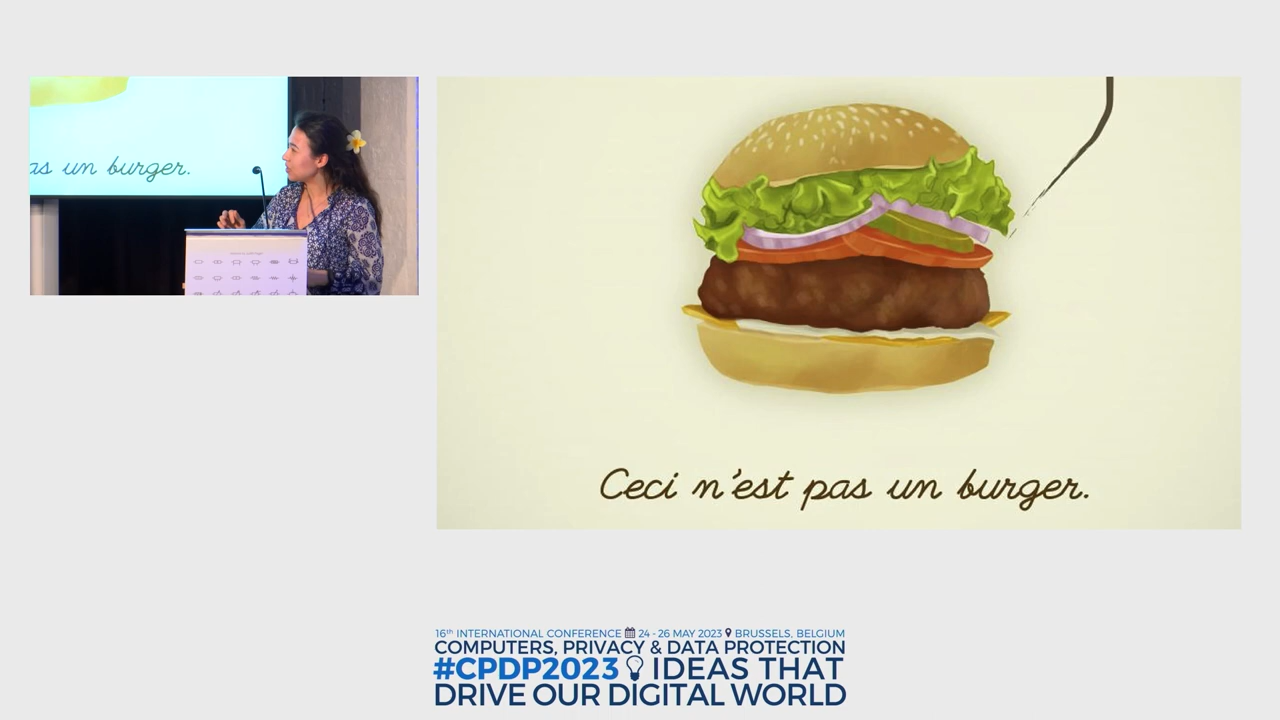 as un burger.
Ceci n'est pas un burger.
16th INTERNATIONAL CONFERENCE 24 - 26 MAY 2023 BRUSSELS, BELGIUM
COMPUTERS, PRIVACY & DATA PROTECTION
#CPDP2023 IDEAS THAT
DRIVE OUR DIGITAL WORLD